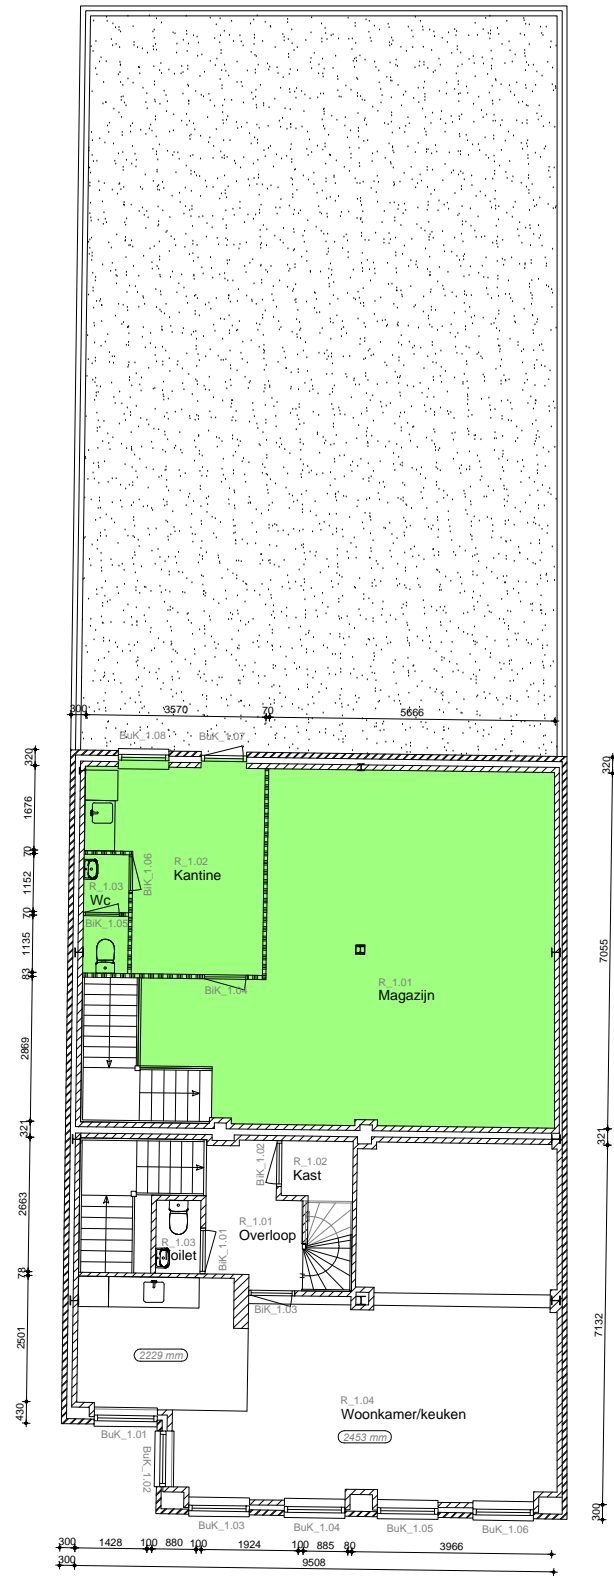 300 3570 70 5666
BuK_1.08 BuK_1.07
320 320
1676
70
1152
70
1135
83
2869
321
7055
321
R_1.02
Kantine
BiK_1.06
R_1.03
Wc
BiK_1.05
BiK_1.04
R_1.01
Magazijn
BiK_1.02
R_1.02
Kast
R_1.01
Overloop
R_1.03
Toilet
BiK_1.01
BiK_1.03
2663
78
2501
430
7132
300
2229 mm
R_1.04
Woonkamer/keuken
2453 mm
BuK_1.01
BuK_1.02
BuK_1.03 BuK_1.04 BuK_1.05 BuK_1.06
300 1428 100 880 100 1924 100 885 80 3966
300 9508